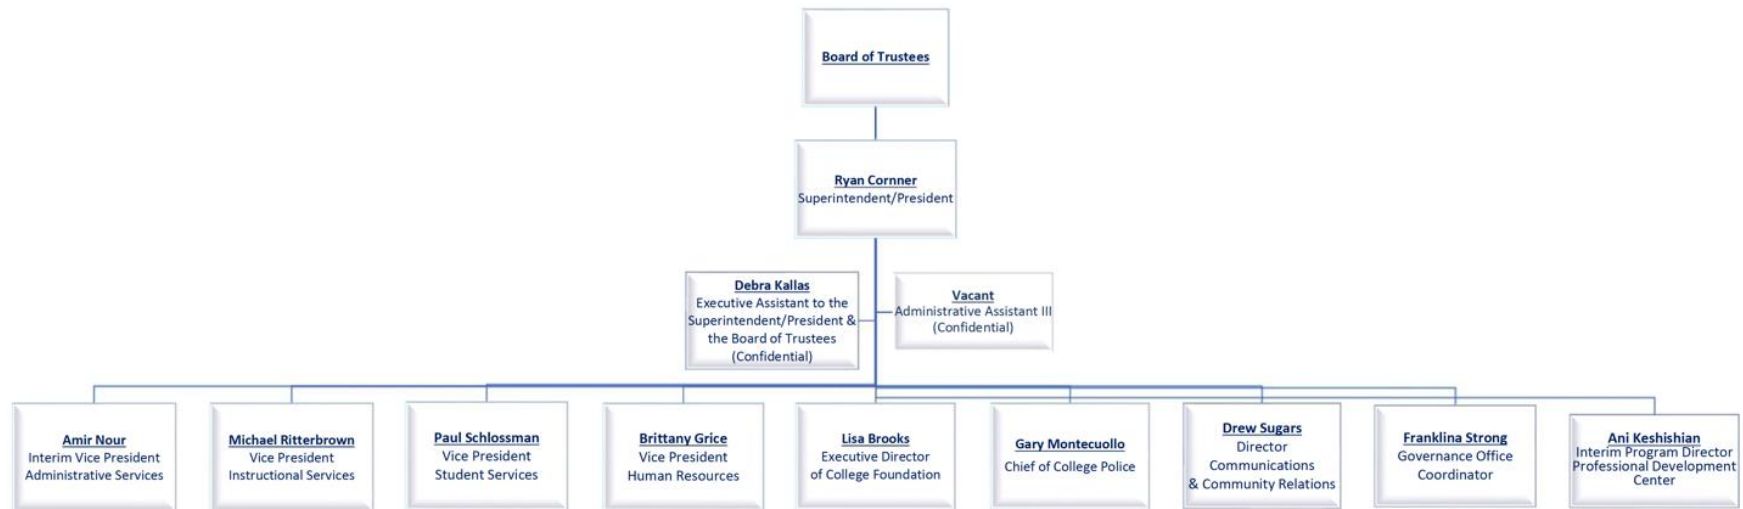 Board of Trustees
Ryan Cornner
Superintendent/President
Debra Kallas
Executive Assistant to the
Superintendent/President &
the Board of Trustees
(Confidential)
Vacant
Administrative Assistant III
(Confidential)
Amir Nour
Interim Vice President
Administrative Services
Michael Ritterbrown
Vice President
Instructional Services
Paul Schlossman
Vice President
Student Services
Brittany Grice
Vice President
Human Resources
Lisa Brooks
Executive Director
of College Foundation
Gary Montecuollo
Chief of College Police
Drew Sugars
Director
Communications
& Community Relations
Franklina Strong
Governance Office
Coordinator
Ani Keshishian
Interim Program Director
Professional Development
Center